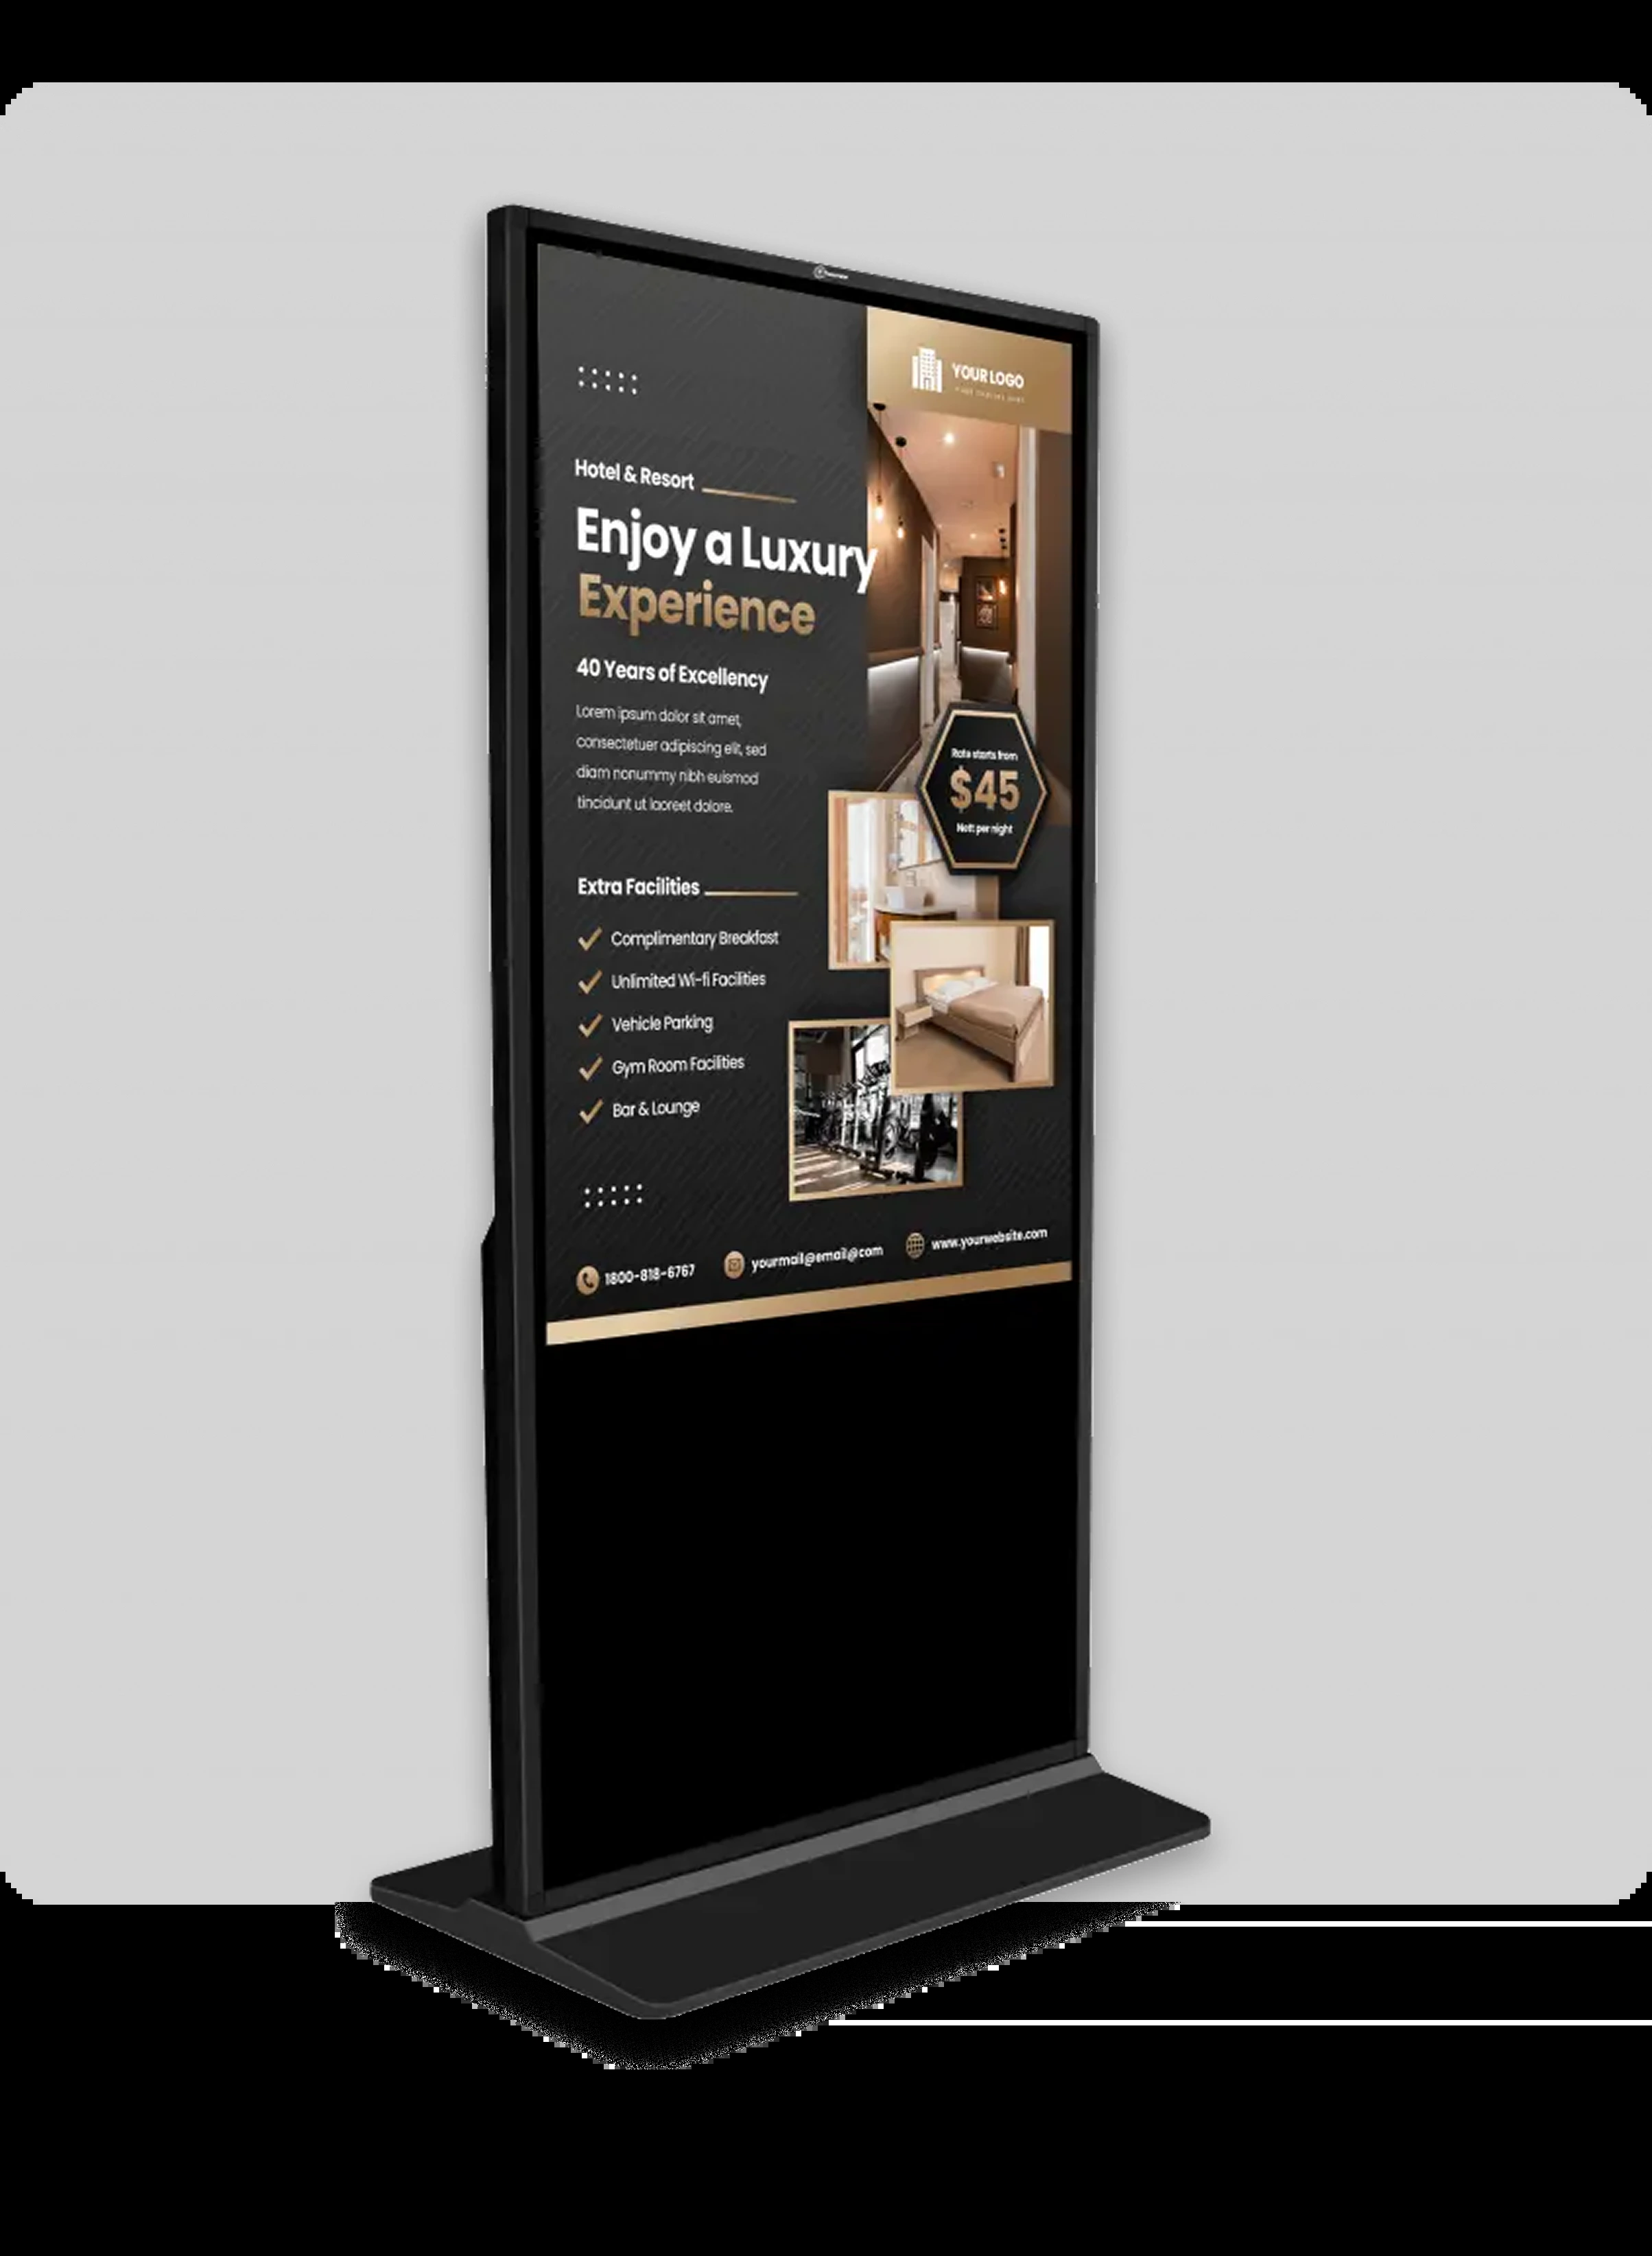 YOUR LOGO
Hotel & Resort
Enjoy a Luxury
Experience
40 Years of Excellency
Lorem ipsum dolor sit amet,
consectetuer adipiscing elit, sed
diam nonummy nibh euismod
tincidunt ut laoreet dolore.
Rate starts from
$45
Nett per night
Extra Facilities
Complimentary Breakfast
Unlimited Wi-fi Facilities
Vehicle Parking
Gym Room Facilities
Bar & Lounge
1800-818-6767
yourmail@email@com
www.yourwebsite.com